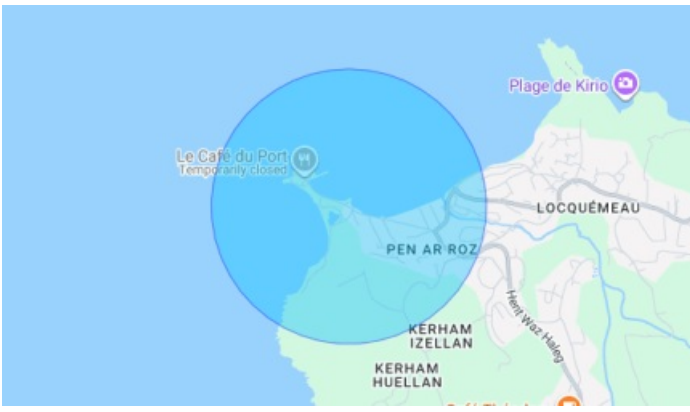 Plage de Kirio
Le Café du Port
Temporarily closed
LOCQUÉMEAU
PEN AR ROZ
Hent Waz Haleg
KERHAM
IZELLAN
KERHAM
HUELLAN